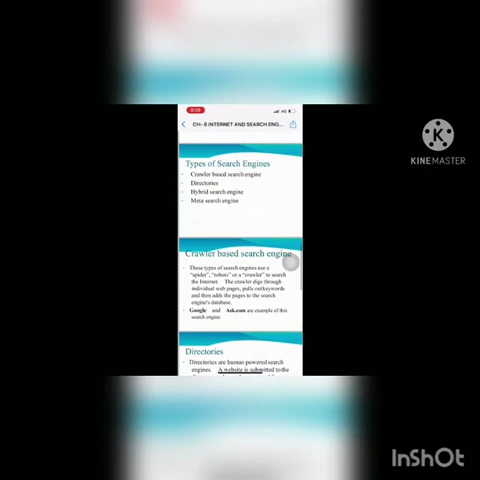 9:28
4G
CH- 8 INTERNET AND SEARCH ENG...
Types of Search Engines
Crawler based search engine
Directories
Hybrid search engine
Meta search engine
Crawler based search engine
These types of search engines use a
"spider", "robots" or a "crawler" to search
the Internet. The crawler digs through
individual web pages, pulls outkeywords
and then adds the pages to the search
engine's database.
Google and Ask.com are example of this
search engine
Directories
Directories are human powered search
engines. A website is submitted to the
K
KINEMASTER
InShOt